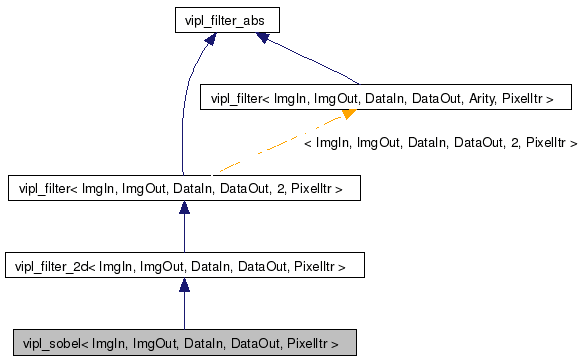 vipl_filter_abs
vipl_filter< ImgIn, ImgOut, DataIn, DataOut, Arity, PixelItr >
< ImgIn, ImgOut, DataIn, DataOut, 2, PixelItr >
vipl_filter< ImgIn, ImgOut, DataIn, DataOut, 2, PixelItr >
vipl_filter_2d< ImgIn, ImgOut, DataIn, DataOut, PixelItr >
vipl_sobel< ImgIn, ImgOut, DataIn, DataOut, PixelItr >